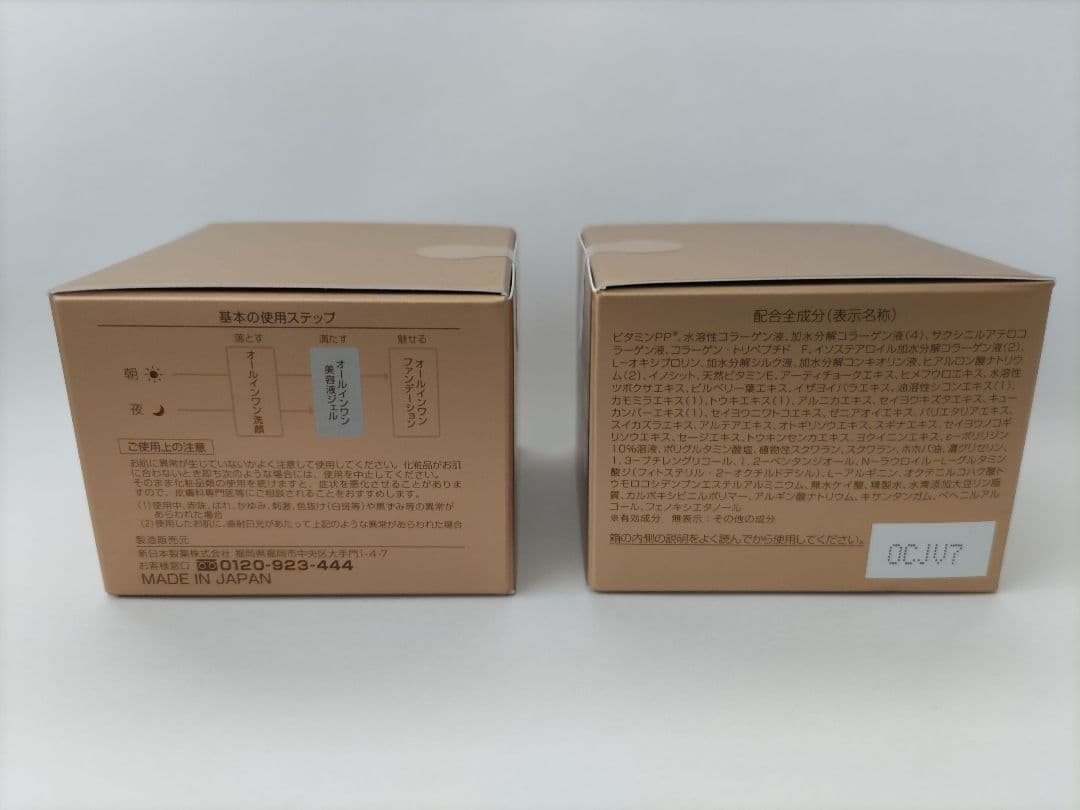 基本の使用ステップ
落とす 満たす 魅せる
朝
夜
オールインワン洗顔
オールインワン
美容液ジェル
オールインワン
ファンデーション
ご使用上の注意
お肌に異常が生じていないかよく注意して使用してください。化粧品がお肌
に合わないとき即ち次のような場合には、使用を中止してください。
そのまま化粧品類の使用を続けますと、症状を悪化させることがありま
すので、皮膚科専門医等にご相談されることをおすすめします。
(1)使用中、赤味、はれ、かゆみ、刺激、色抜け(白斑等)や黒ずみ等の異常が
あらわれた場合
(2)使用したお肌に、直射日光があたって上記のような異常があらわれた場合
製造販売元
新日本製薬株式会社 福岡県福岡市中央区大手門1-4-7
お客様窓口 0120-923-444
MADE IN JAPAN
配合全成分(表示名称)
ビタミンPP*、水溶性コラーゲン液、加水分解コラーゲン液(4)、サクシニルアテロコ
ラーゲン液、コラーゲン・トリペプチド F、イソステアロイル加水分解コラーゲン液(2)、
L-オキシプロリン、加水分解シルク液、加水分解コンキオリン液、ヒアルロン酸ナトリウ
ム(2)、イノシット、天然ビタミンE、アーティチョークエキス、ヒメフウロエキス、水溶性
ツボクサエキス、ビルベリー葉エキス、イザヨイバラエキス、油溶性シコンエキス(1)、
カモミラエキス(1)、トウキエキス(1)、アルニカエキス、セイヨウキズタエキス、キュー
カンバーエキス(1)、セイヨウニワトコエキス、ゼニアオイエキス、パリエタリアエキス、
スイカズラエキス、アルテアエキス、オトギリソウエキス、スギナエキス、セイヨウノコギ
リソウエキス、セージエキス、トウキンセンカエキス、ヨクイニンエキス、ε-ポリリジン
10%溶液、ポリグルタミン酸塩、植物性スクワラン、スクワラン、ホホバ油、濃グリセリン、
1,3-ブチレングリコール、1,2-ペンタンジオール、N-ラウロイル-L-グルタミン
酸ジ(フィトステリル・2-オクチルドデシル)、L-アルギニン、オクテニルコハク酸ト
ウモロコシデンプンエステルアルミニウム、無水ケイ酸、精製水、水素添加大豆リン脂
質、カルボキシビニルポリマー、アルギン酸ナトリウム、キサンタンガム、ベヘニルアル
コール、フェノキシエタノール
*有効成分 無表示:その他の成分
箱の内側の説明をよく読んでから使用してください。
OCJV7